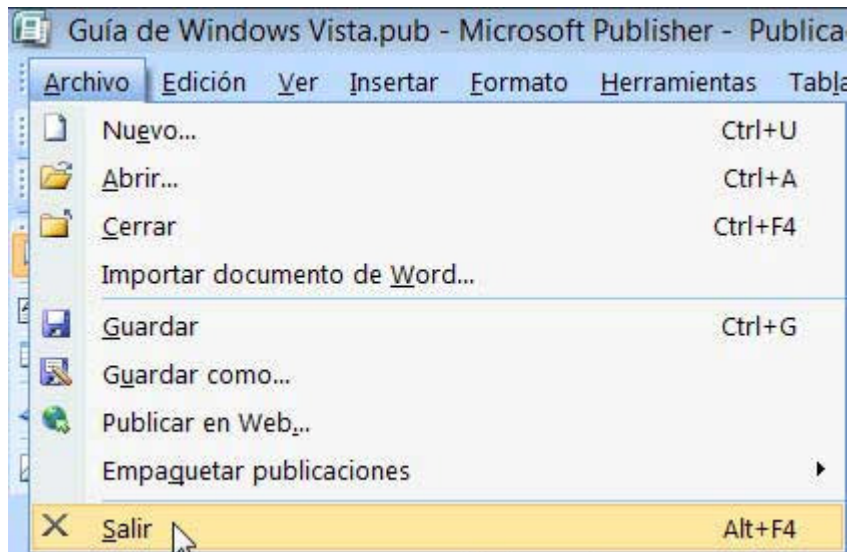 Guía de Windows Vista.pub - Microsoft Publisher - Publica
Archivo Edición Ver Insertar Formato Herramientas Tabla
Nuevo... Ctrl+U
Abrir... Ctrl+A
Cerrar Ctrl+F4
Importar documento de Word...
Guardar Ctrl+G
Guardar como...
Publicar en Web...
Empaquetar publicaciones
Salir Alt+F4